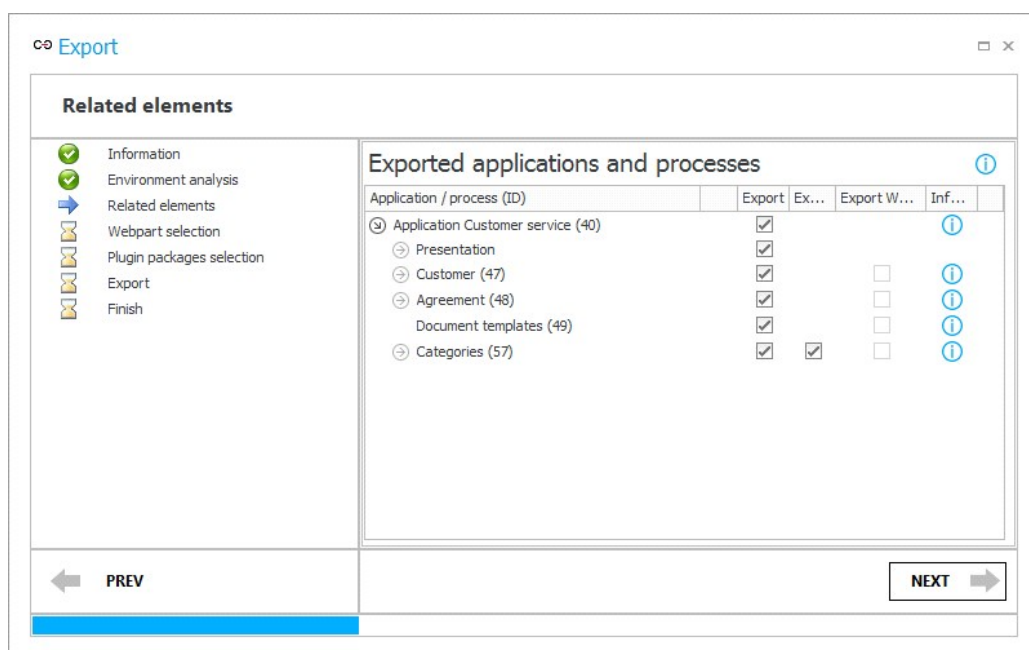 Export
Related elements
Information
Environment analysis
Related elements
Webpart selection
Plugin packages selection
Export
Finish
Exported applications and processes
Application / process (ID) Export Ex... Export W... Inf...
Application Customer service (40)
Presentation
Customer (47)
Agreement (48)
Document templates (49)
Categories (57)
PREV
NEXT